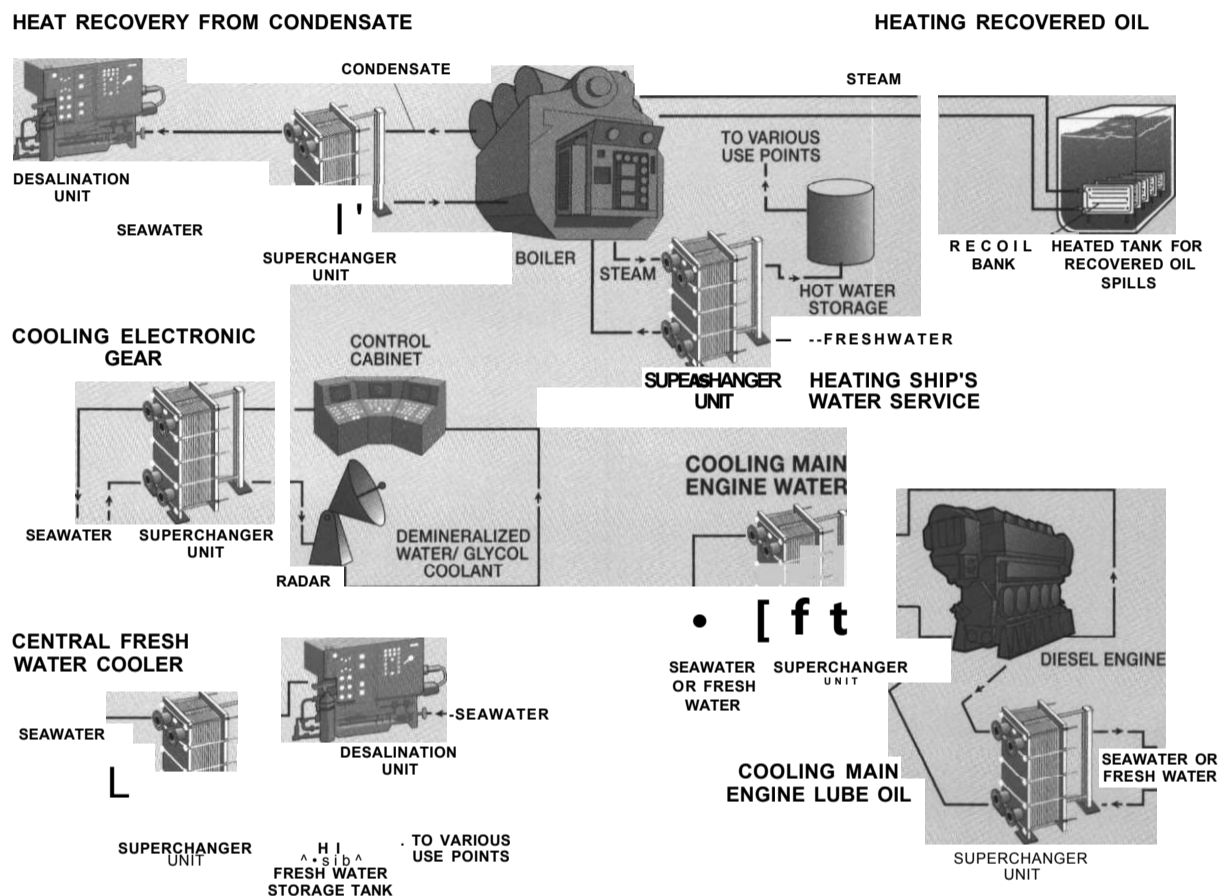 HEAT RECOVERY FROM CONDENSATE
HEATING RECOVERED OIL
CONDENSATE
STEAM
TO VARIOUS
USE POINTS
DESALINATION
UNIT
SEAWATER
l '
SUPERCHANGER
UNIT
BOILER
STEAM
HOT WATER
STORAGE
R E C O I L
BANK
HEATED TANK FOR
RECOVERED OIL
SPILLS
--FRESHWATER
UNIT
HEATING SHIP'S
WATER SERVICE
COOLING ELECTRONIC
GEAR
CONTROL
CABINET
SEAWATER
SUPERCHANGER
UNIT
RADAR
DEMINERALIZED
WATER/ GLYCOL
COOLANT
COOLING MAIN
ENGINE WATER
• [ f t
SEAWATER
OR FRESH
WATER
SUPERCHANGER
UNIT
DIESEL ENGINE
CENTRAL FRESH
WATER COOLER
SEAWATER
L
-SEAWATER
DESALINATION
UNIT
SUPERCHANGER
UNIT
H I
^ • s i b ^
FRESH WATER
STORAGE TANK
. TO VARIOUS
USE POINTS
COOLING MAIN
ENGINE LUBE OIL
SEAWATER OR
FRESH WATER
SUPERCHANGER
UNIT